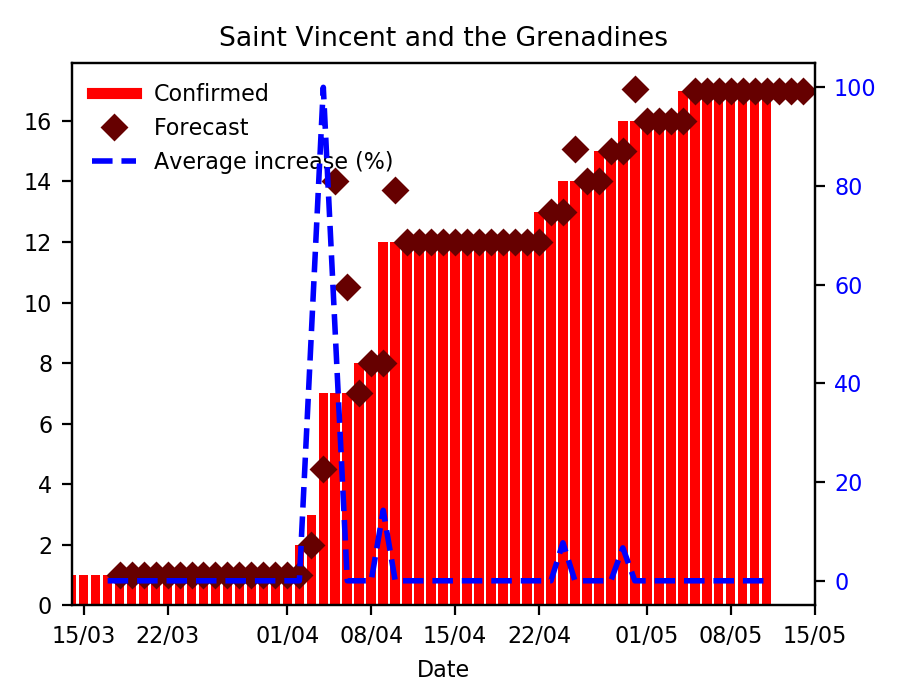 Saint Vincent and the Grenadines
Confirmed
Forecast
Average increase (%)
16
14
12
10
8
6
4
2
0
100
80
60
40
20
0
15/03 22/03 01/04 08/04 15/04 22/04 01/05 08/05 15/05
Date